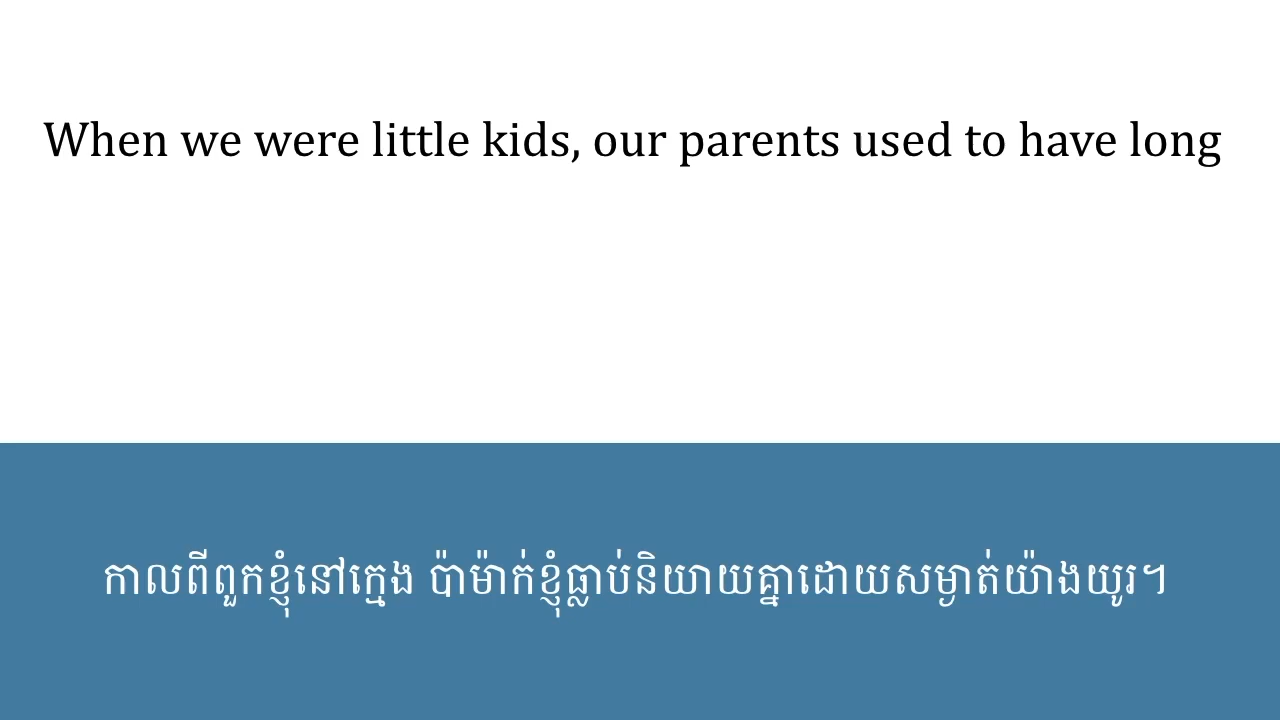 When we were little kids, our parents used to have long
កាលពីពួកខ្ញុំនៅក្មេង ប៉ាម៉ាក់ខ្ញុំធ្លាប់និយាយគ្នាដោយសម្ងាត់យ៉ាងយូរ។